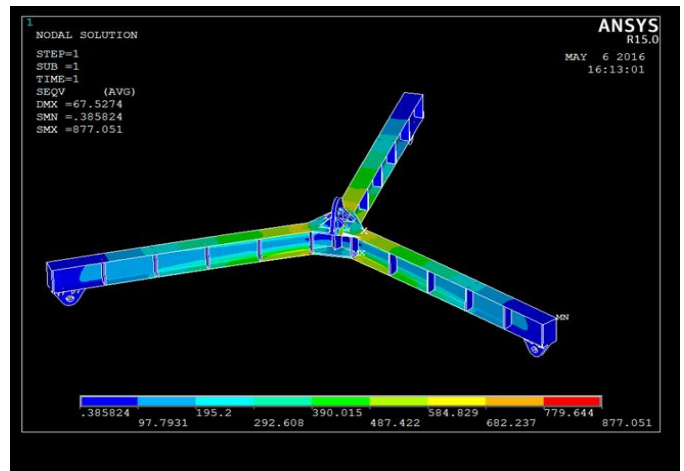 1
NODAL SOLUTION
STEP=1
SUB =1
TIME=1
SEQV (AVG)
DMX =67.5274
SMN =.385824
SMX =877.051
ANSYS
R15.0
MAY 6 2016
16:13:01
X
MX
MN
.385824 195.2 390.015 584.829 779.644
97.7931 292.608 487.422 682.237 877.051